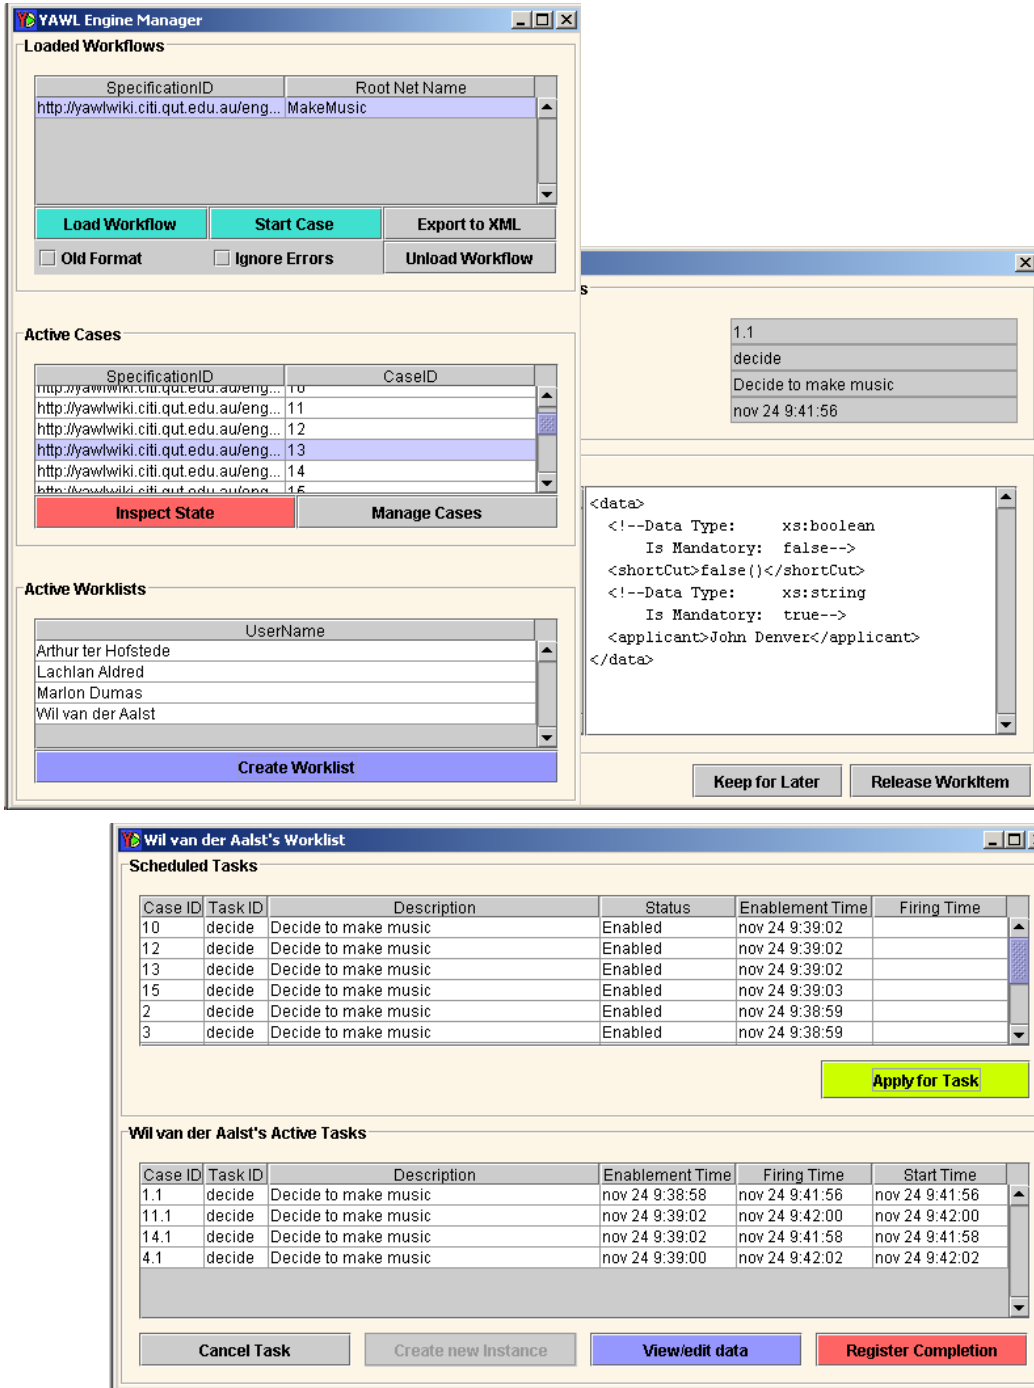 YAWL Engine Manager
Loaded Workflows
SpecificationID Root Net Name
http://yawlwiki.citi.qut.edu.au/eng... MakeMusic
Load Workflow Start Case Export to XML
Old Format Ignore Errors Unload Workflow
Active Cases
SpecificationID CaseID
http://yawlwiki.citi.qut.edu.au/eng... 10
http://yawlwiki.citi.qut.edu.au/eng... 11
http://yawlwiki.citi.qut.edu.au/eng... 12
http://yawlwiki.citi.qut.edu.au/eng... 13
http://yawlwiki.citi.qut.edu.au/eng... 14
http://yawlwiki.citi.qut.edu.au/eng... 15
Inspect State Manage Cases
Active Worklists
UserName
Arthur ter Hofstede
Lachlan Aldred
Marlon Dumas
Wil van der Aalst
Create Worklist
s
1.1
decide
Decide to make music
nov 24 9:41:56
<data>
<!--Data Type: xs:boolean
Is Mandatory: false-->
<shortCut>false()</shortCut>
<!--Data Type: xs:string
Is Mandatory: true-->
<applicant>John Denver</applicant>
</data>
Keep for Later Release WorkItem
Wil van der Aalst's Worklist
Scheduled Tasks
Case ID Task ID Description Status Enablement Time Firing Time
10 decide Decide to make music Enabled nov 24 9:39:02
12 decide Decide to make music Enabled nov 24 9:39:02
13 decide Decide to make music Enabled nov 24 9:39:02
15 decide Decide to make music Enabled nov 24 9:39:03
2 decide Decide to make music Enabled nov 24 9:38:59
3 decide Decide to make music Enabled nov 24 9:38:59
Apply for Task
Wil van der Aalst's Active Tasks
Case ID Task ID Description Enablement Time Firing Time Start Time
1.1 decide Decide to make music nov 24 9:38:58 nov 24 9:41:56 nov 24 9:41:56
11.1 decide Decide to make music nov 24 9:39:02 nov 24 9:42:00 nov 24 9:42:00
14.1 decide Decide to make music nov 24 9:39:02 nov 24 9:41:58 nov 24 9:41:58
4.1 decide Decide to make music nov 24 9:39:00 nov 24 9:42:02 nov 24 9:42:02
Cancel Task Create new Instance View/edit data Register Completion